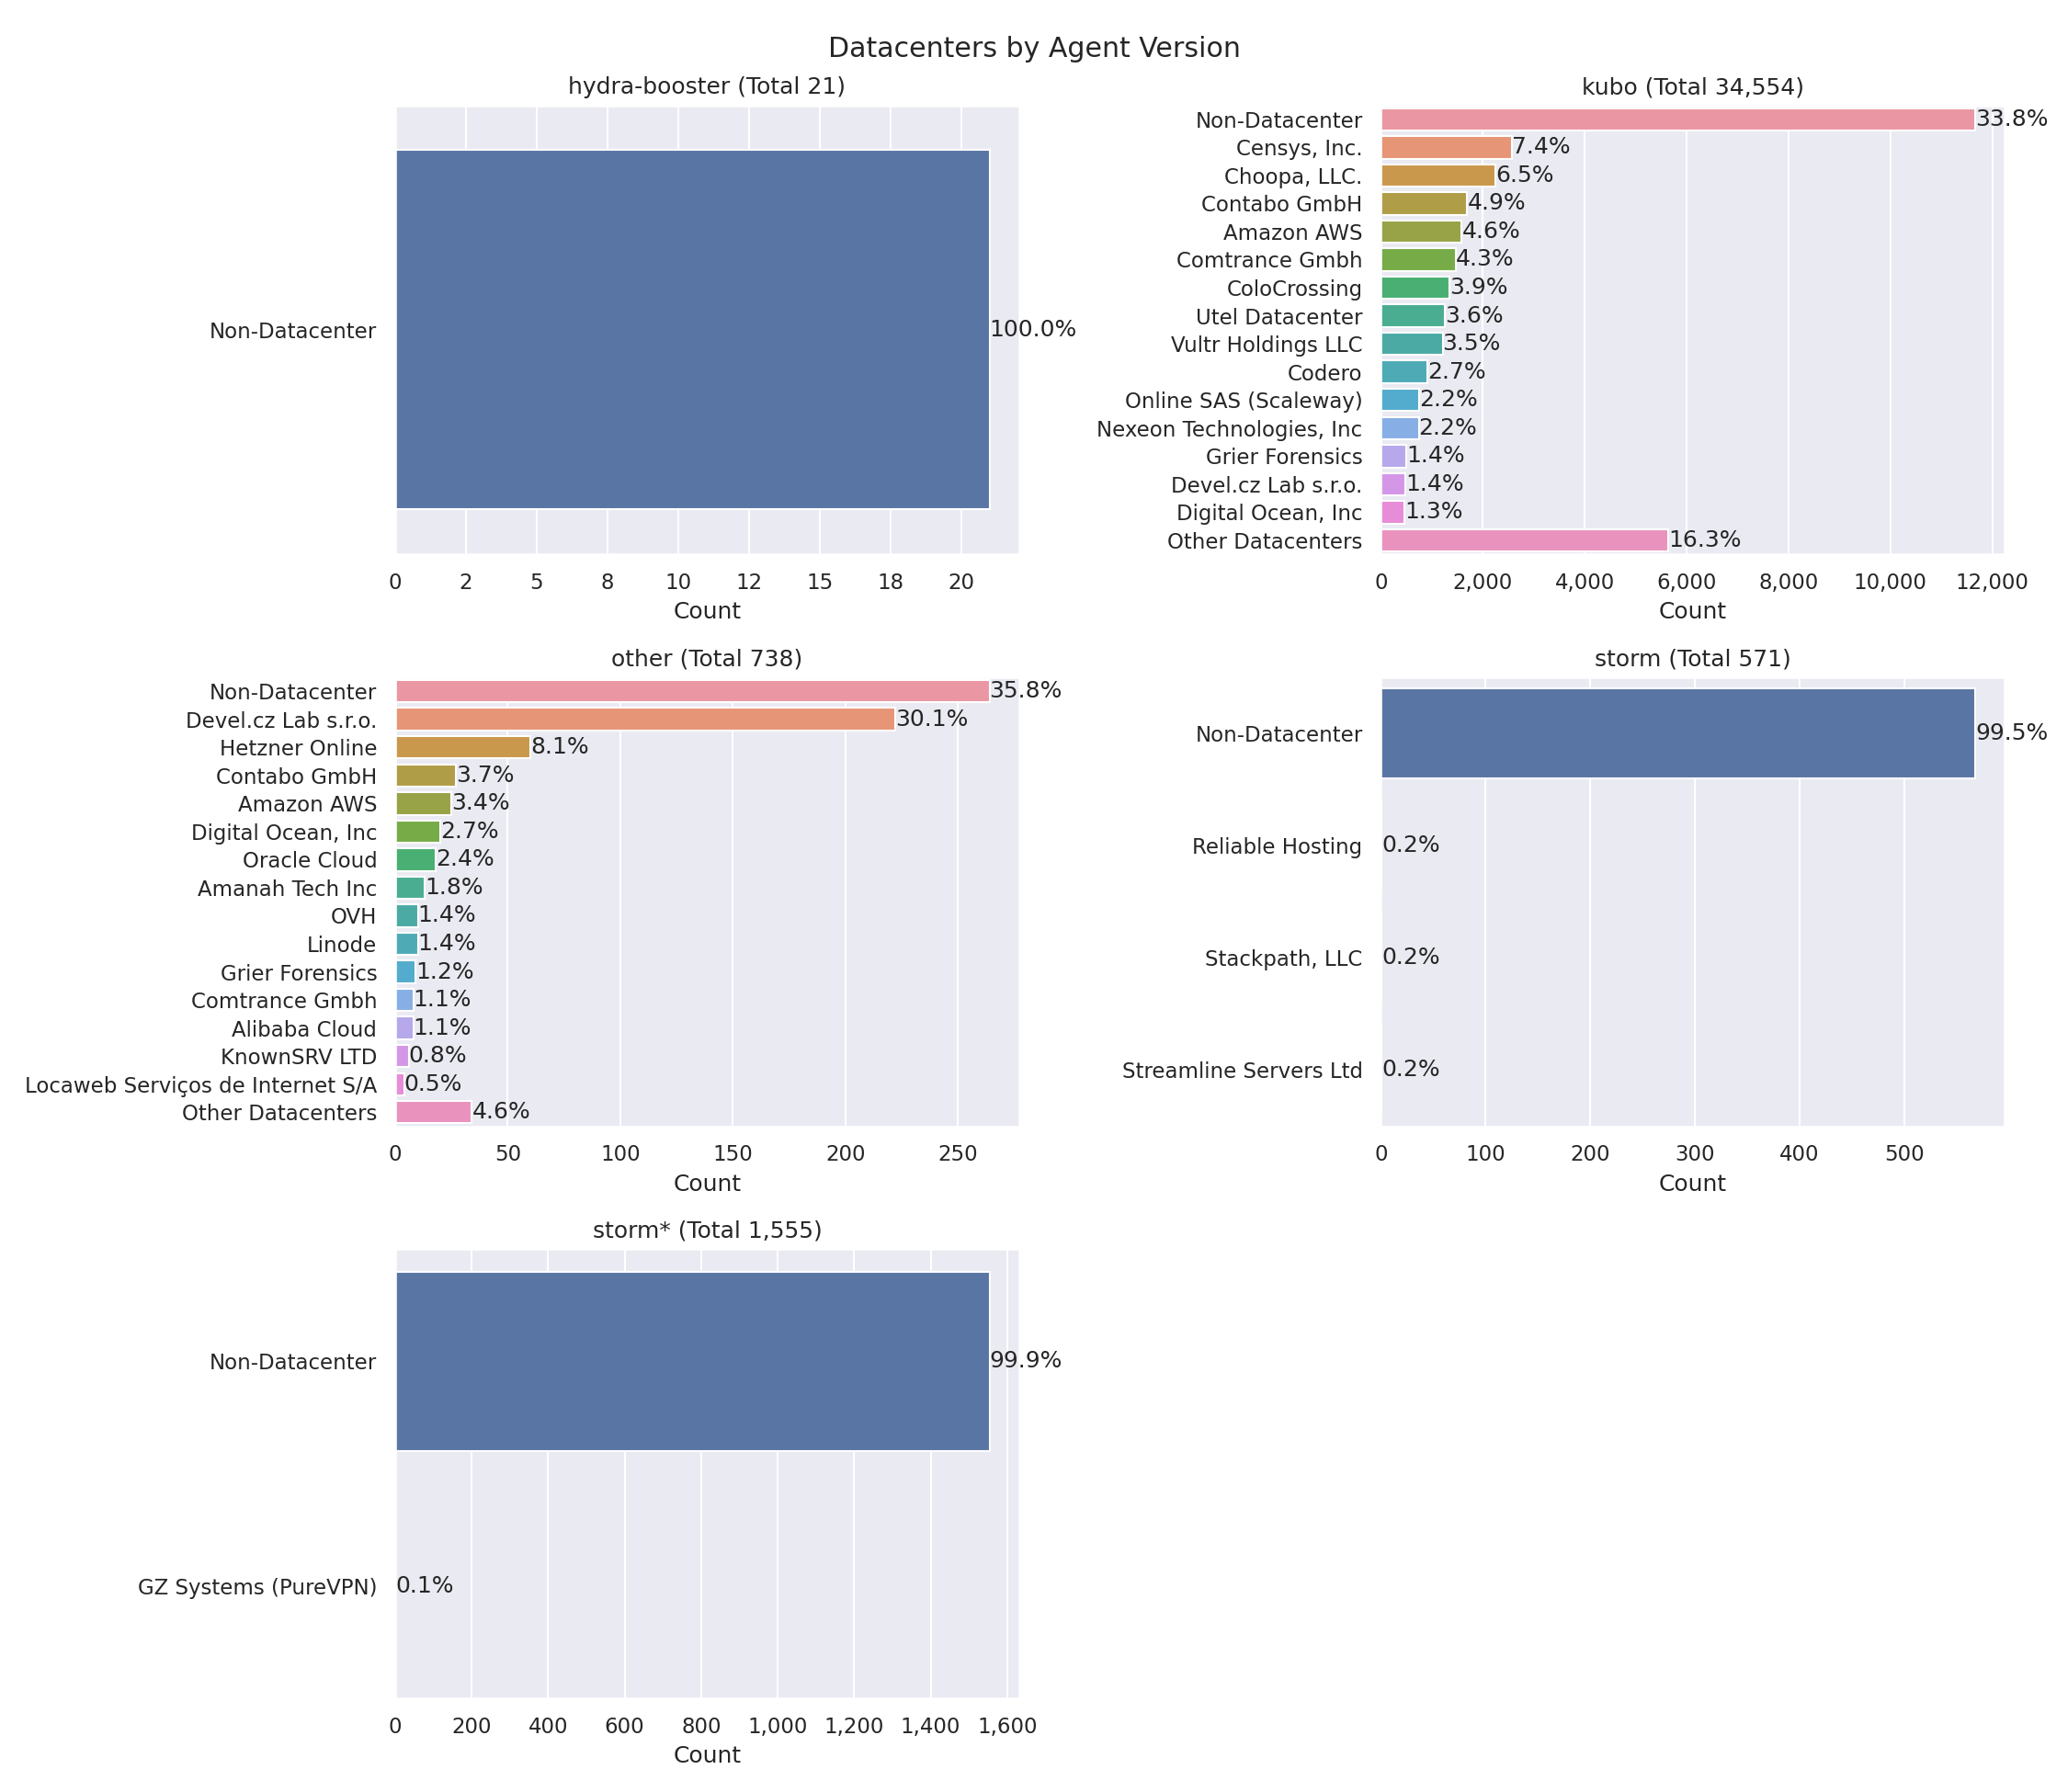 Datacenters by Agent Version
hydra-booster (Total 21)
Non-Datacenter
100.0%
0 2 5 8 10 12 15 18 20
Count
kubo (Total 34,554)
Non-Datacenter 33.8%
Censys, Inc. 7.4%
Choopa, LLC. 6.5%
Contabo GmbH 4.9%
Amazon AWS 4.6%
Comtrance Gmbh 4.3%
ColoCrossing 3.9%
Utel Datacenter 3.6%
Vultr Holdings LLC 3.5%
Codero 2.7%
Online SAS (Scaleway) 2.2%
Nexeon Technologies, Inc 2.2%
Grier Forensics 1.4%
Devel.cz Lab s.r.o. 1.4%
Digital Ocean, Inc 1.3%
Other Datacenters 16.3%
0 2,000 4,000 6,000 8,000 10,000 12,000
Count
other (Total 738)
Non-Datacenter 35.8%
Devel.cz Lab s.r.o. 30.1%
Hetzner Online 8.1%
Contabo GmbH 3.7%
Amazon AWS 3.4%
Digital Ocean, Inc 2.7%
Oracle Cloud 2.4%
Amanah Tech Inc 1.8%
OVH 1.4%
Linode 1.4%
Grier Forensics 1.2%
Comtrance Gmbh 1.1%
Alibaba Cloud 1.1%
KnownSRV LTD 0.8%
Locaweb Serviços de Internet S/A 0.5%
Other Datacenters 4.6%
0 50 100 150 200 250
Count
storm (Total 571)
Non-Datacenter 99.5%
Reliable Hosting 0.2%
Stackpath, LLC 0.2%
Streamline Servers Ltd 0.2%
0 100 200 300 400 500
Count
storm* (Total 1,555)
Non-Datacenter 99.9%
GZ Systems (PureVPN) 0.1%
0 200 400 600 800 1,000 1,200 1,400 1,600
Count